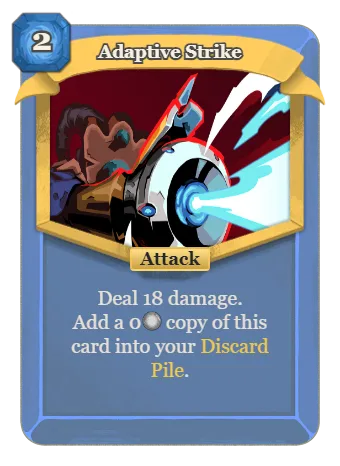 2
Adaptive Strike
Attack
Deal 18 damage.
Add a 0 copy of this
card into your Discard
Pile.